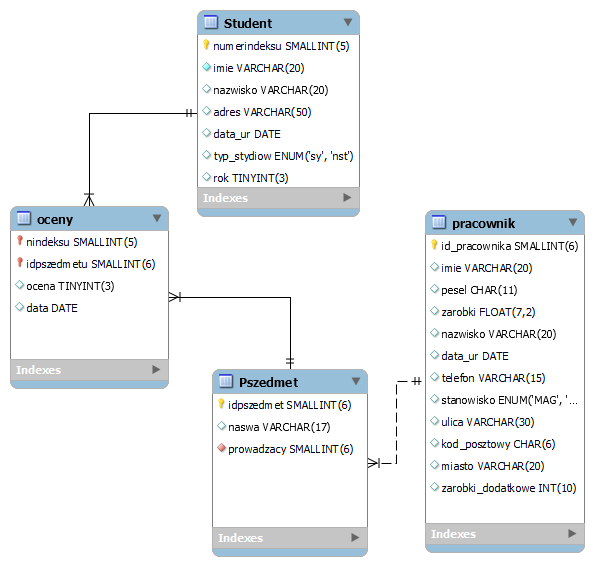 Student
numerindeksu SMALLINT(5)
imie VARCHAR(20)
nazwisko VARCHAR(20)
adres VARCHAR(50)
data_ur DATE
typ_stydiow ENUM('sy', 'nst')
rok TINYINT(3)
Indexes
oceny
nindeksu SMALLINT(5)
idpszedmetu SMALLINT(6)
ocena TINYINT(3)
data DATE
Indexes
Pszedmet
idpszedmet SMALLINT(6)
naswa VARCHAR(17)
prowadzacy SMALLINT(6)
Indexes
pracownik
id_pracownika SMALLINT(6)
imie VARCHAR(20)
pesel CHAR(11)
zarobki FLOAT(7,2)
nazwisko VARCHAR(20)
data_ur DATE
telefon VARCHAR(15)
stanowisko ENUM('MAG', '...
ulica VARCHAR(30)
kod_posztowy CHAR(6)
miasto VARCHAR(20)
zarobki_dodatkowe INT(10)
Indexes